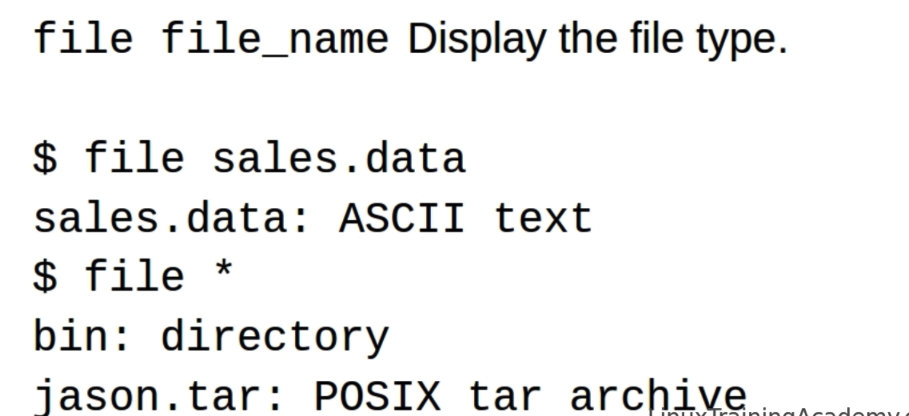 file file_name Display the file type.
$ file sales.data
sales.data: ASCII text
$ file *
bin: directory
jason.tar: POSIX tar archive
LinuxTrainingAcademy.